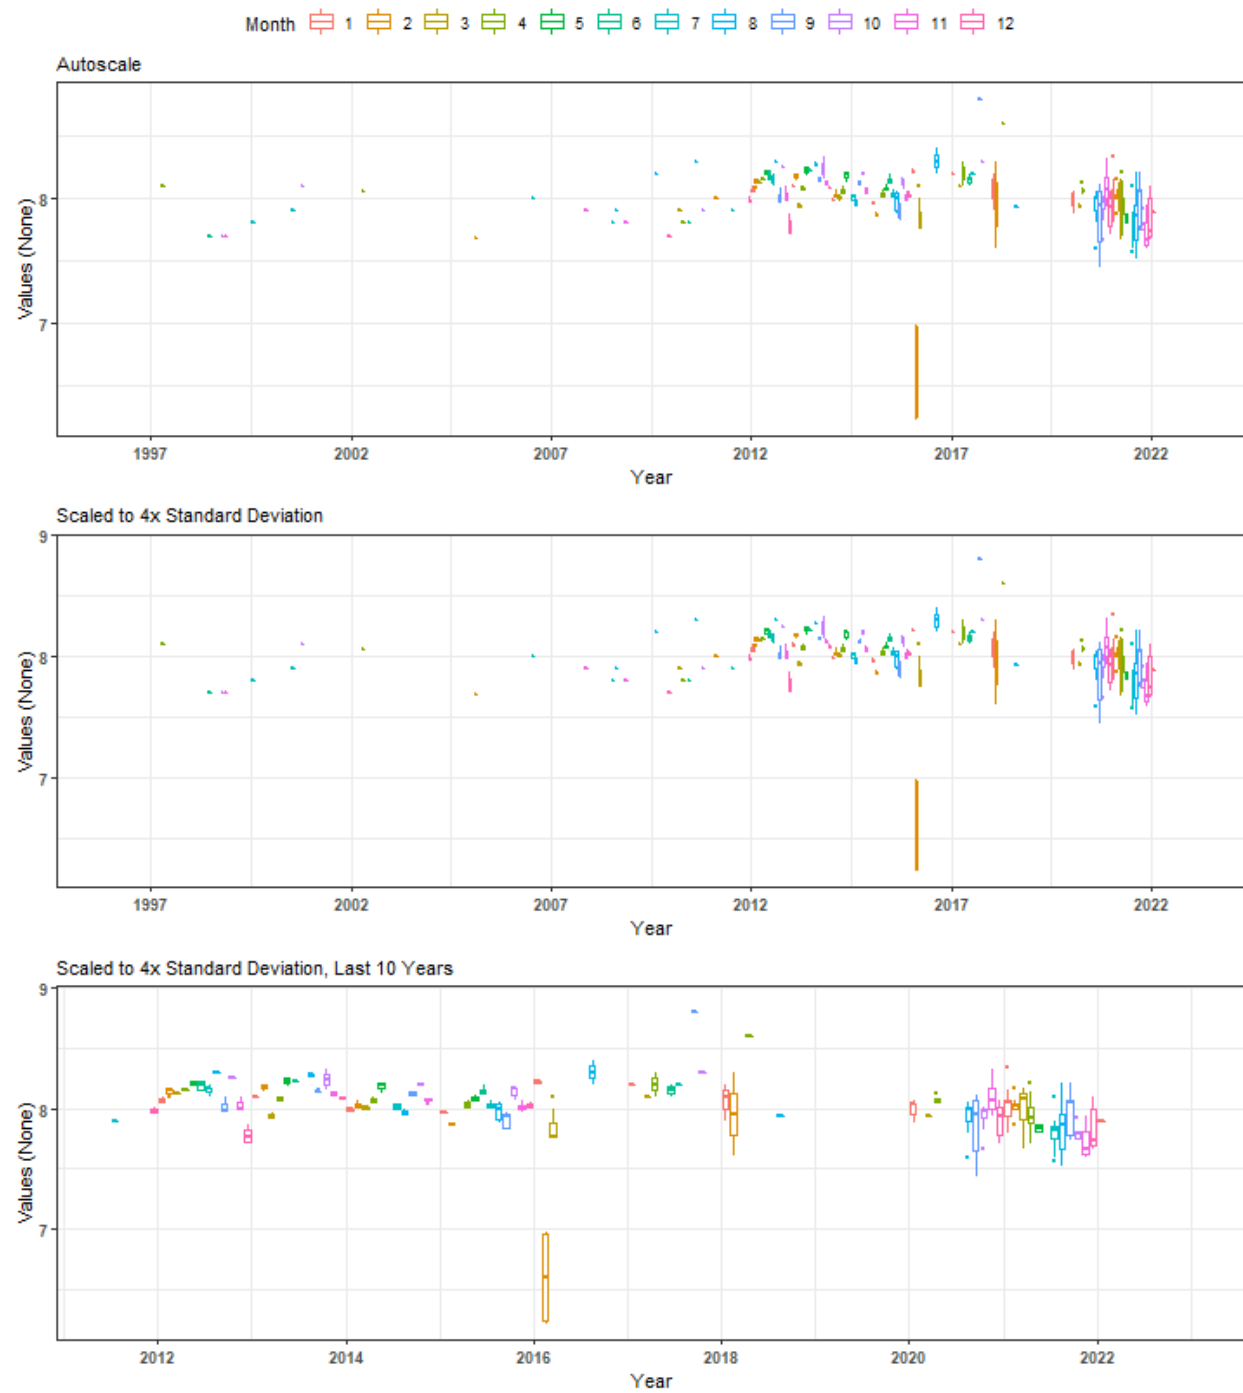 Month 1 2 3 4 5 6 7 8 9 10 11 12
Autoscale
Values (None)
8
7
1997 2002 2007 2012 2017 2022
Year
Scaled to 4x Standard Deviation
Values (None)
9
8
7
1997 2002 2007 2012 2017 2022
Year
Scaled to 4x Standard Deviation, Last 10 Years
Values (None)
9
8
7
2012 2014 2016 2018 2020 2022
Year